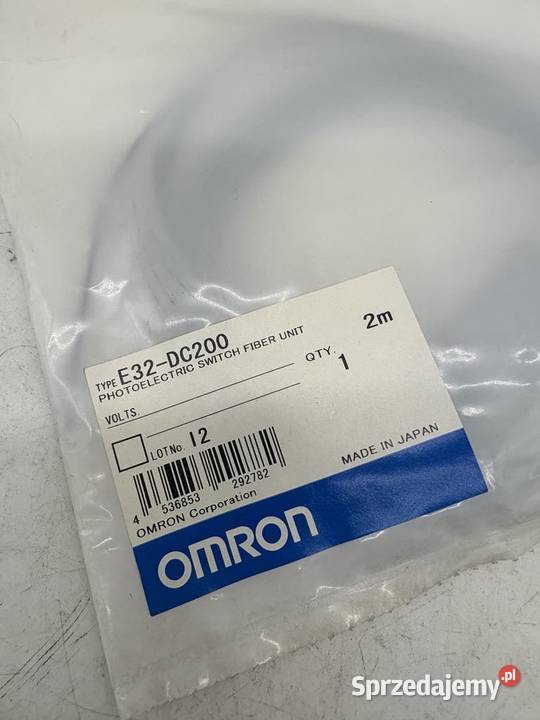 TYPE E32-DC200 2m
PHOTOELECTRIC SWITCH FIBER UNIT
VOLTS. QTY. 1
LOT No. 12
4 536853 292782
MADE IN JAPAN
OMRON Corporation
OMRON
Sprzedajemy.pl